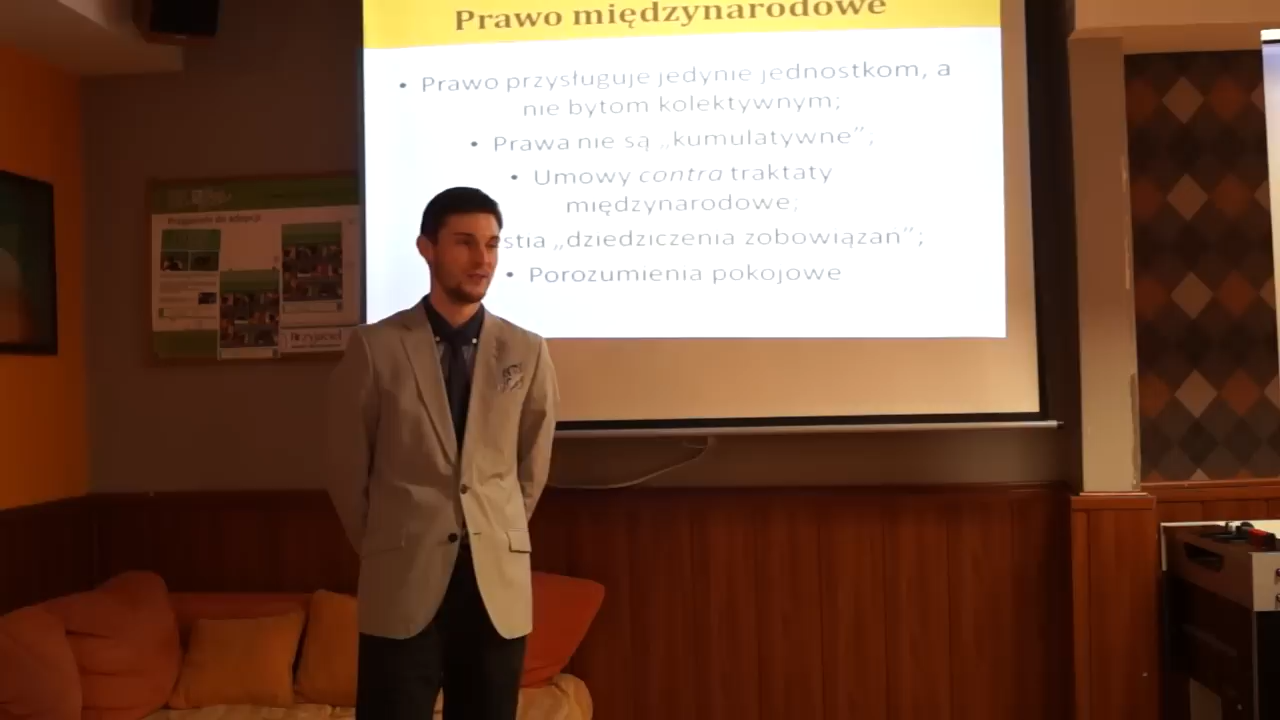 Prawo międzynarodowe
• Prawo przysługuje jedynie jednostkom, a
nie bytom kolektywnym;
• Prawa nie są „kumulatywne”,
• Umowy contra traktaty
międzynarodowe;
stia „dziedziczenia zobowiązań”;
• Porozumienia pokojowe